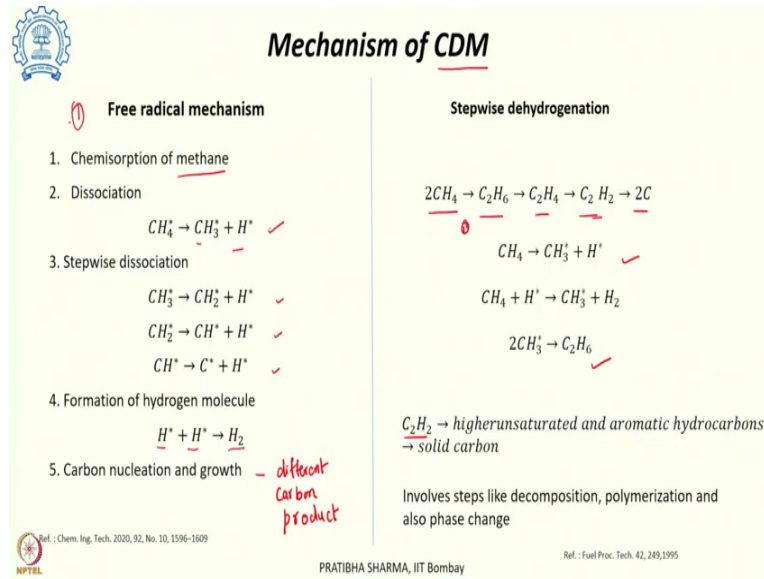 Mechanism of CDM
① Free radical mechanism
1. Chemisorption of methane
2. Dissociation
CH₄* → CH₃* + H*
3. Stepwise dissociation
CH₃* → CH₂* + H*
CH₂* → CH* + H*
CH* → C* + H*
4. Formation of hydrogen molecule
H* + H* → H₂
5. Carbon nucleation and growth – different
Carbon
product
Ref. : Chem. Ing. Tech. 2020, 92, No. 10, 1596–1609
Stepwise dehydrogenation
2CH₄ → C₂H₆ → C₂H₄ → C₂ H₂ → 2C
CH₄ → CH₃* + H*
CH₄ + H* → CH₃* + H₂
2CH₃* → C₂H₆
C₂H₂ → higherunsaturated and aromatic hydrocarbons
→ solid carbon
Involves steps like decomposition, polymerization and
also phase change
Ref. : Fuel Proc. Tech. 42, 249,1995
NPTEL
PRATIBHA SHARMA, IIT Bombay